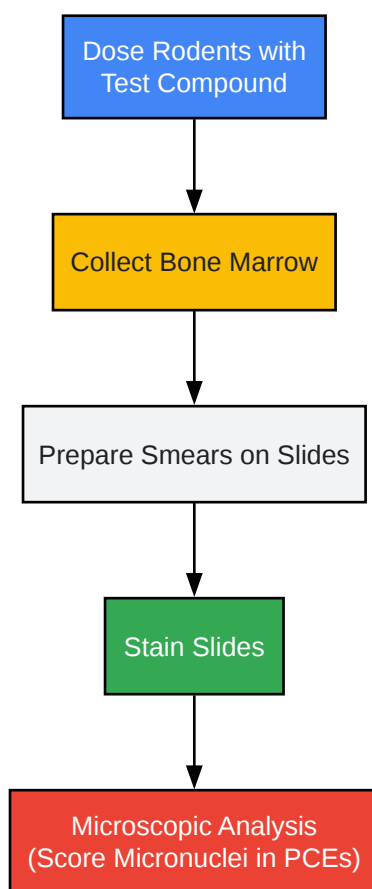 Dose Rodents with
Test Compound
Collect Bone Marrow
Prepare Smears on Slides
Stain Slides
Microscopic Analysis
(Score Micronuclei in PCEs)